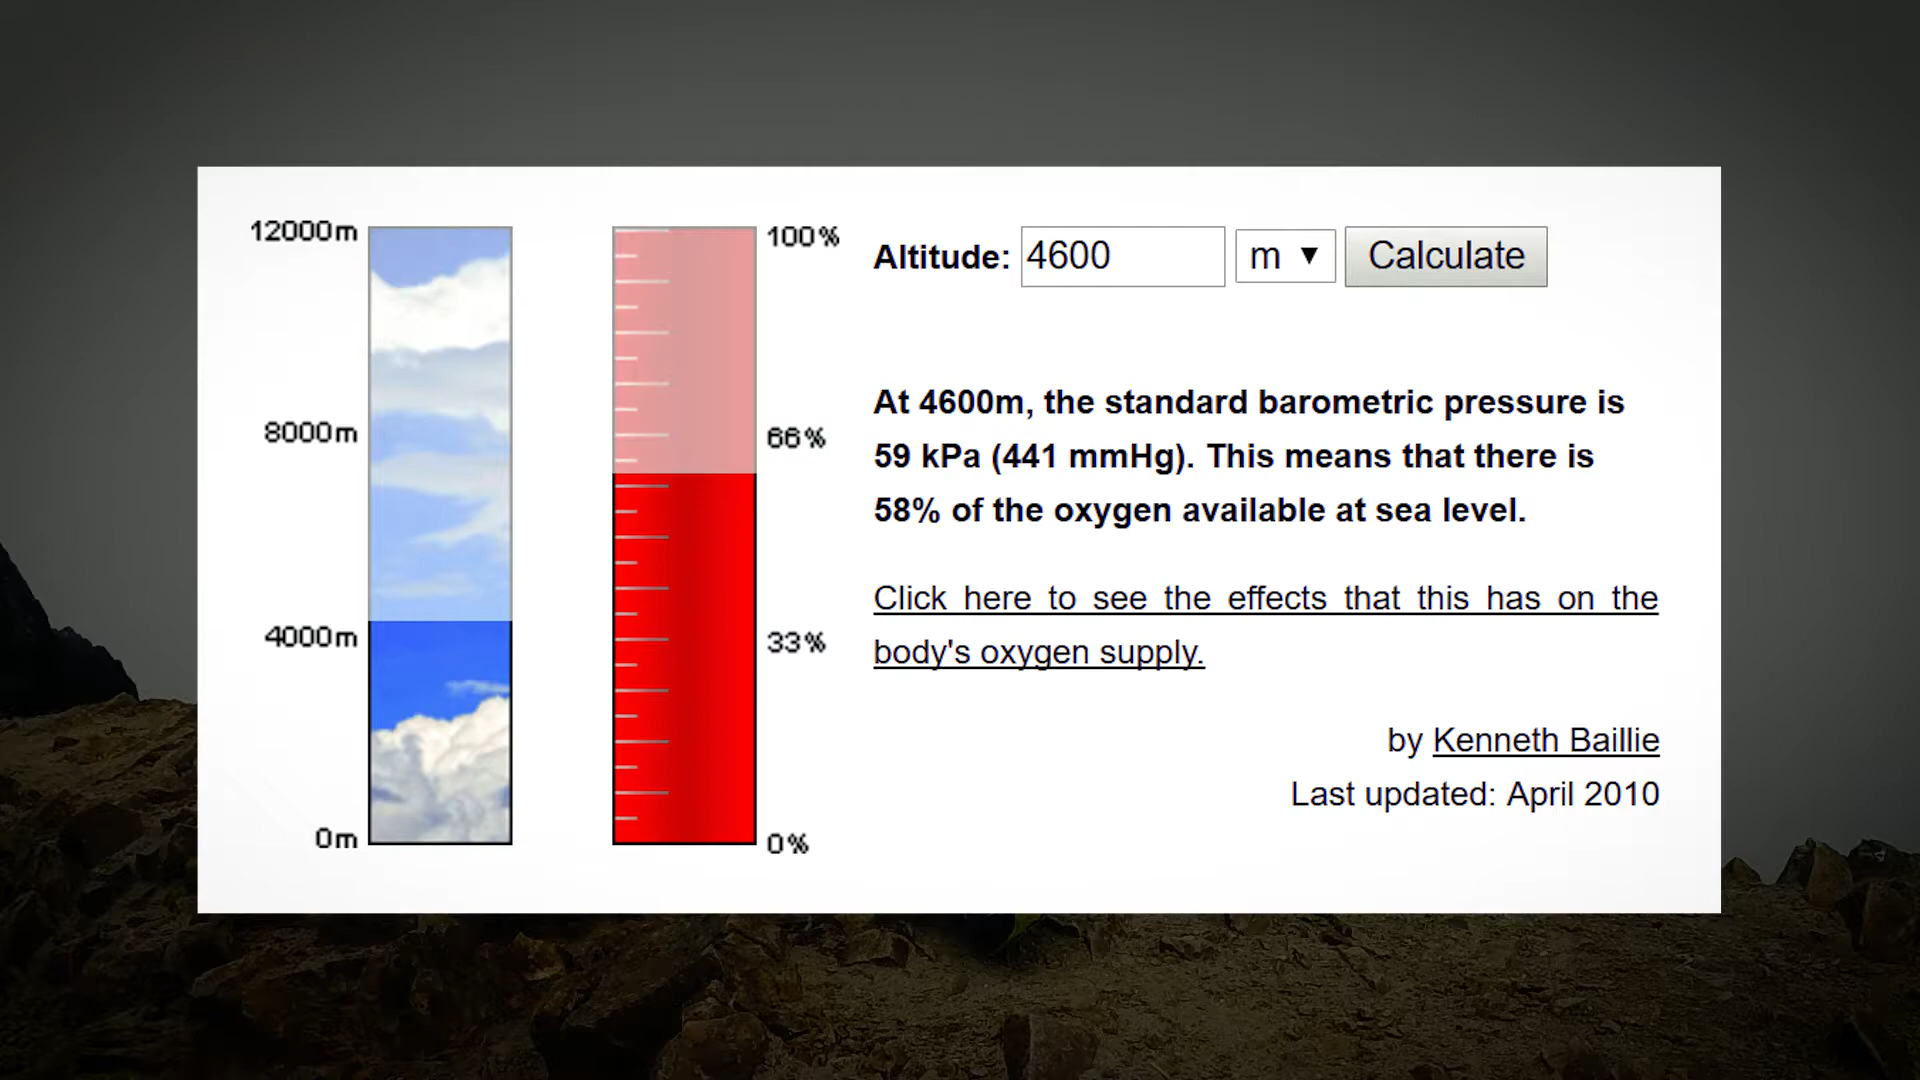 12000m
8000m
4000m
0m
100%
66%
33%
0%
Altitude: 4600 m ▼ Calculate
At 4600m, the standard barometric pressure is
59 kPa (441 mmHg). This means that there is
58% of the oxygen available at sea level.
Click here to see the effects that this has on the
body's oxygen supply.
by Kenneth Baillie
Last updated: April 2010